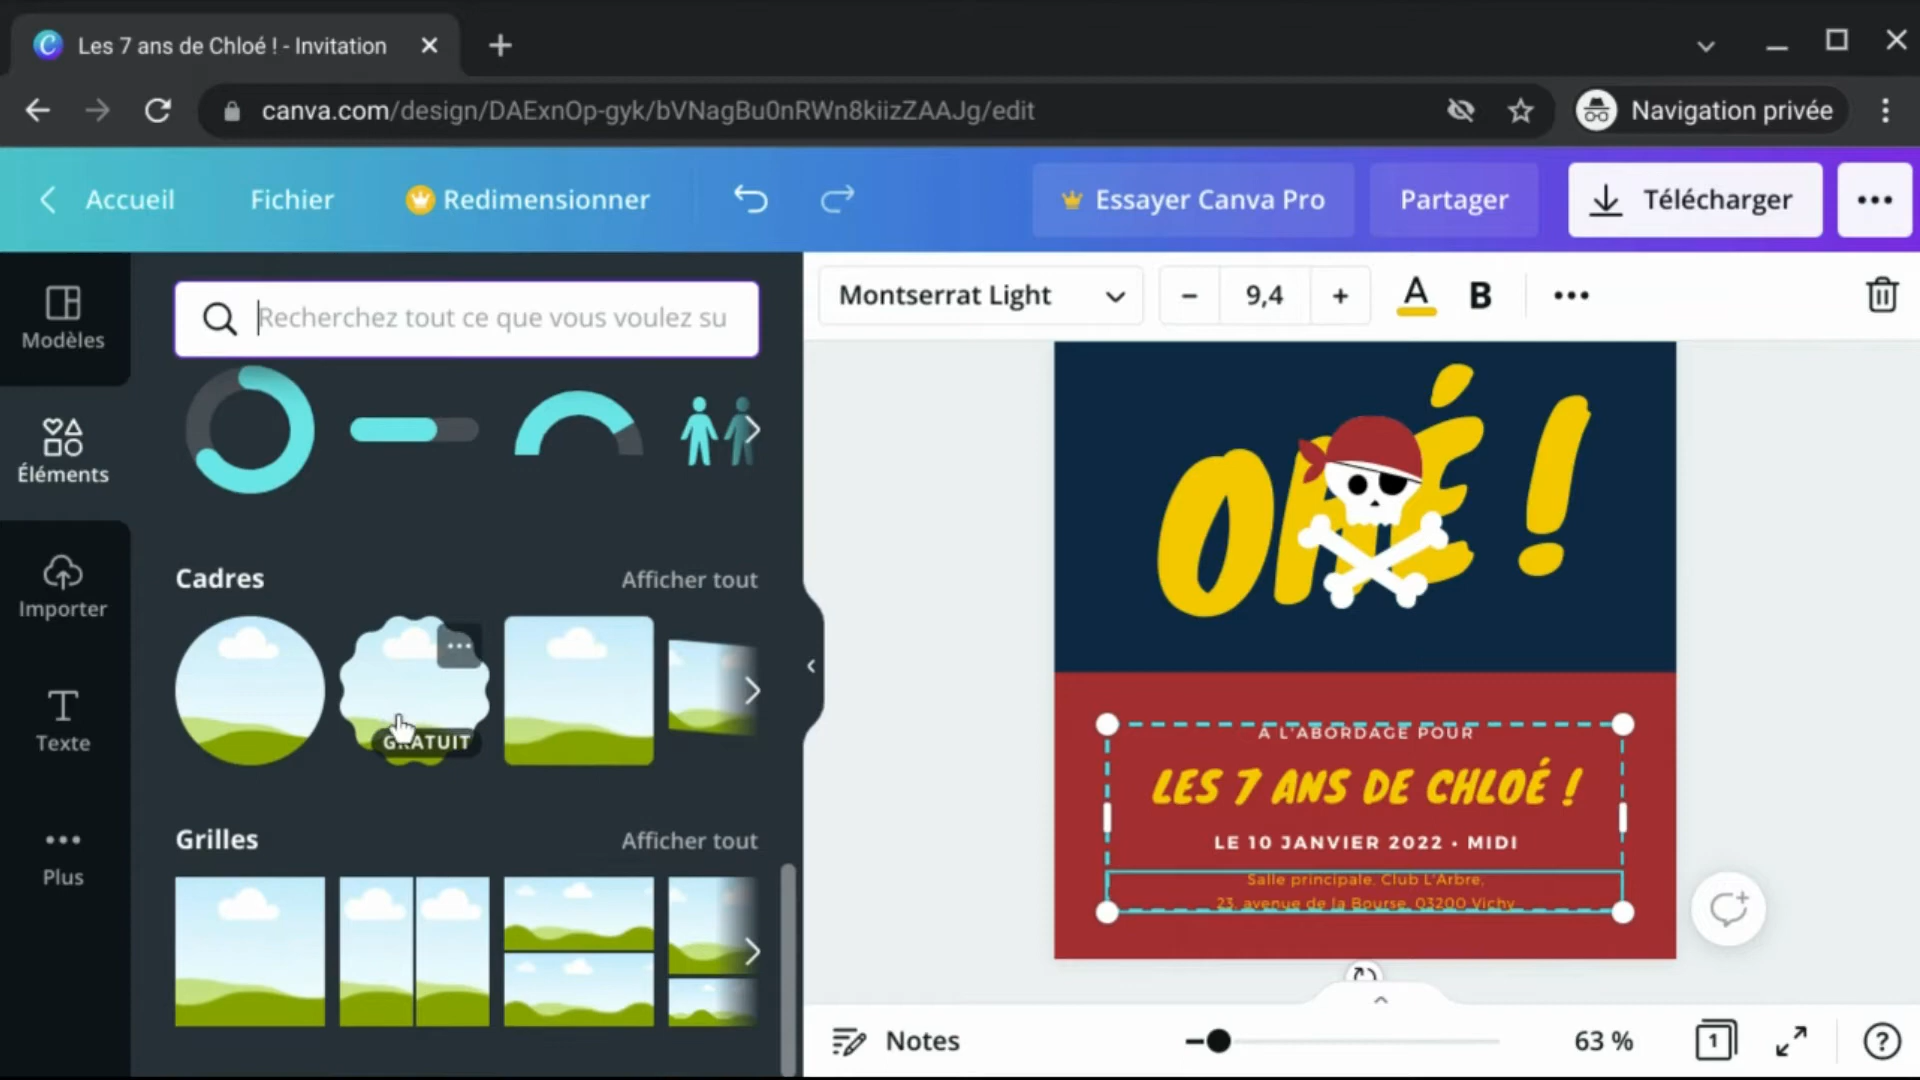 Les 7 ans de Chloé ! - Invitation
canva.com/design/DAExnOp-gyk/bVNagBu0nRWn8kiizZAAJg/edit
Navigation privée
Accueil
Fichier
Redimensionner
Essayer Canva Pro
Partager
Télécharger
Modèles
Éléments
Importer
Texte
Plus
Recherchez tout ce que vous voulez su
Cadres
Afficher tout
GRATUIT
Grilles
Afficher tout
Montserrat Light
9,4
A
B
OHÉ !
À L'ABORDAGE POUR
LES 7 ANS DE CHLOÉ !
LE 10 JANVIER 2022 • MIDI
Salle principale, Club L'Arbre,
23, avenue de la Bourse, 03200 Vichy
Notes
63 %
1
?